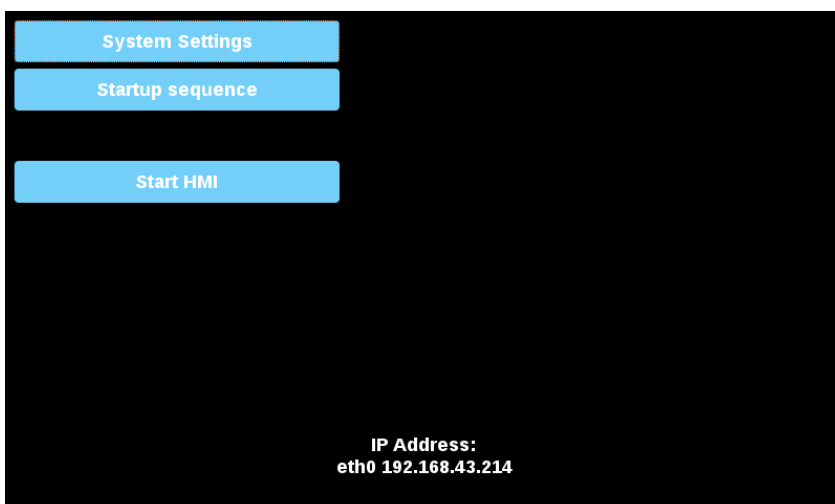 System Settings
Startup sequence
Start HMI
IP Address:
eth0 192.168.43.214